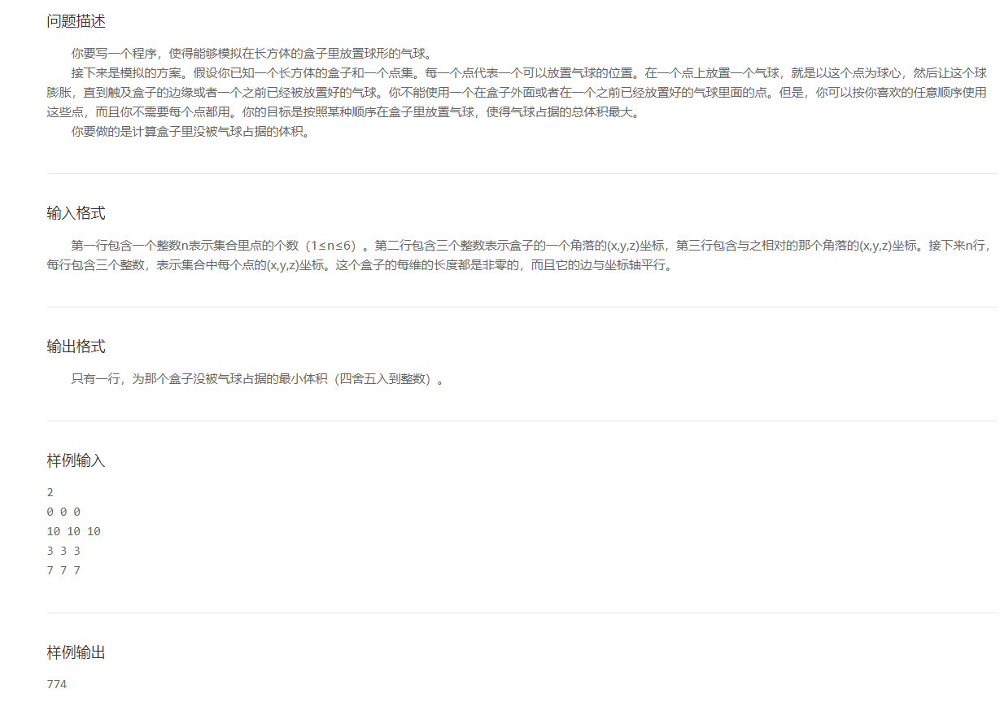 问题描述
你要写一个程序，使得能够模拟在长方体的盒子里放置球形的气球。
接下来是模拟的方案。假设你已知一个长方体的盒子和一个点集。每一个点代表一个可以放置气球的位置。在一个点上放置一个气球，就是以这个点为球心，然后让这个球
膨胀，直到触及盒子的边缘或者一个之前已经被放置好的气球。你不能使用一个在盒子外面或者在一个之前已经放置好的气球里面的点。但是，你可以按你喜欢的任意顺序使用
这些点，而且你不需要每个点都用。你的目标是按照某种顺序在盒子里放置气球，使得气球占据的总体积最大。
你要做的是计算盒子里没被气球占据的体积。
输入格式
第一行包含一个整数n表示集合里点的个数（1≤n≤6）。第二行包含三个整数表示盒子的一个角落的(x,y,z)坐标，第三行包含与之相对的那个角落的(x,y,z)坐标。接下来n行，
每行包含三个整数，表示集合中每个点的(x,y,z)坐标。这个盒子的每维的长度都是非零的，而且它的边与坐标轴平行。
输出格式
只有一行，为那个盒子没被气球占据的最小体积（四舍五入到整数）。
样例输入
2
0 0 0
10 10 10
3 3 3
7 7 7
样例输出
774